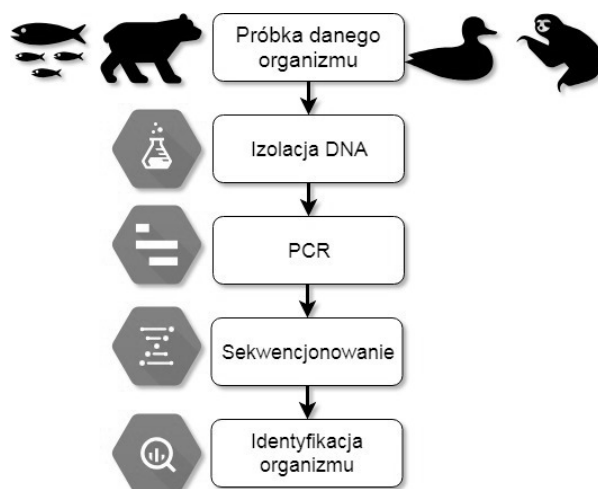 Próbka danego
organizmu
Izolacja DNA
PCR
Sekwencjonowanie
Identyfikacja
organizmu